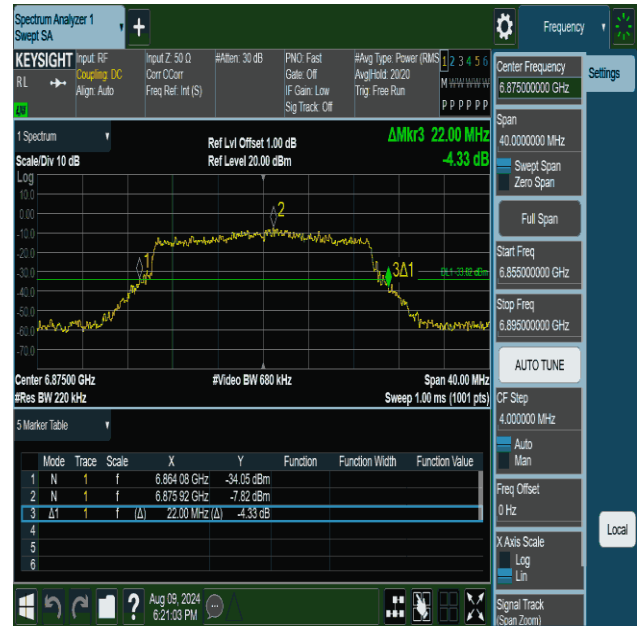 Spectrum Analyzer 1
Swept SA
Frequency
KEYSIGHT
RL
Input: RF
Coupling: DC
Align: Auto
Input Z: 50 Ω
Corr CCorr
Freq Ref: Int (S)
#Atten: 30 dB
PNO: Fast
Gate: Off
IF Gain: Low
Sig Track: Off
#Avg Type: Power (RMS
Avg|Hold: 20/20
Trig: Free Run
1 2 3 4 5 6
M W W W W W
P P P P P P
1 Spectrum
Scale/Div 10 dB
Ref Lvl Offset 1.00 dB
Ref Level 20.00 dBm
ΔMkr3 22.00 MHz
-4.33 dB
Log
10.0
0.00
-10.0
-20.0
-30.0
-40.0
-50.0
-60.0
-70.0
1
2
3Δ1
DL1 -33.82 dBm
Center 6.87500 GHz
#Res BW 220 kHz
#Video BW 680 kHz
Span 40.00 MHz
Sweep 1.00 ms (1001 pts)
5 Marker Table
Mode Trace Scale X Y Function Function Width Function Value
1 N 1 f 6.864 08 GHz -34.05 dBm
2 N 1 f 6.875 92 GHz -7.82 dBm
3 Δ1 1 f (Δ) 22.00 MHz (Δ) -4.33 dB
4
5
6
Aug 09, 2024
6:21:03 PM
Center Frequency
6.875000000 GHz
Settings
Span
40.0000000 MHz
Swept Span
Zero Span
Full Span
Start Freq
6.855000000 GHz
Stop Freq
6.895000000 GHz
AUTO TUNE
CF Step
4.000000 MHz
Auto
Man
Freq Offset
0 Hz
X Axis Scale
Log
Lin
Local
Signal Track
(Span Zoom)